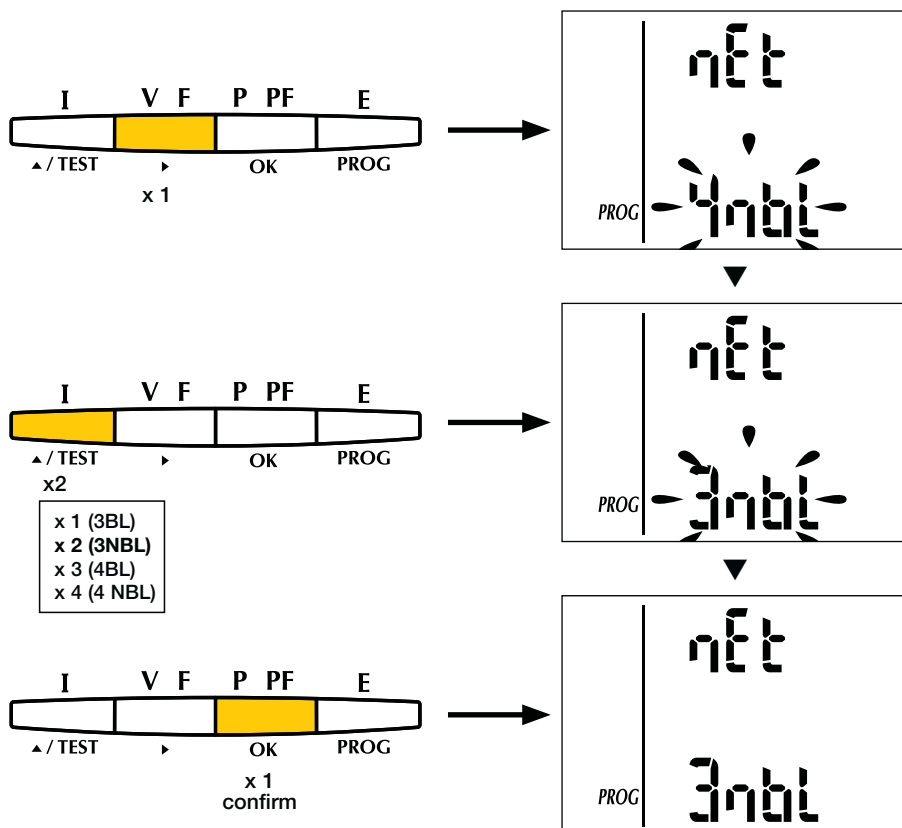 I V F P PF E
▲ / TEST ▶ OK PROG
x 1
nEt
PROG 4nbL
▼
I V F P PF E
▲ / TEST ▶ OK PROG
x2
x 1 (3BL)
x 2 (3NBL)
x 3 (4BL)
x 4 (4 NBL)
nEt
PROG 3nbL
▼
I V F P PF E
▲ / TEST ▶ OK PROG
x 1
confirm
nEt
PROG 3nbL